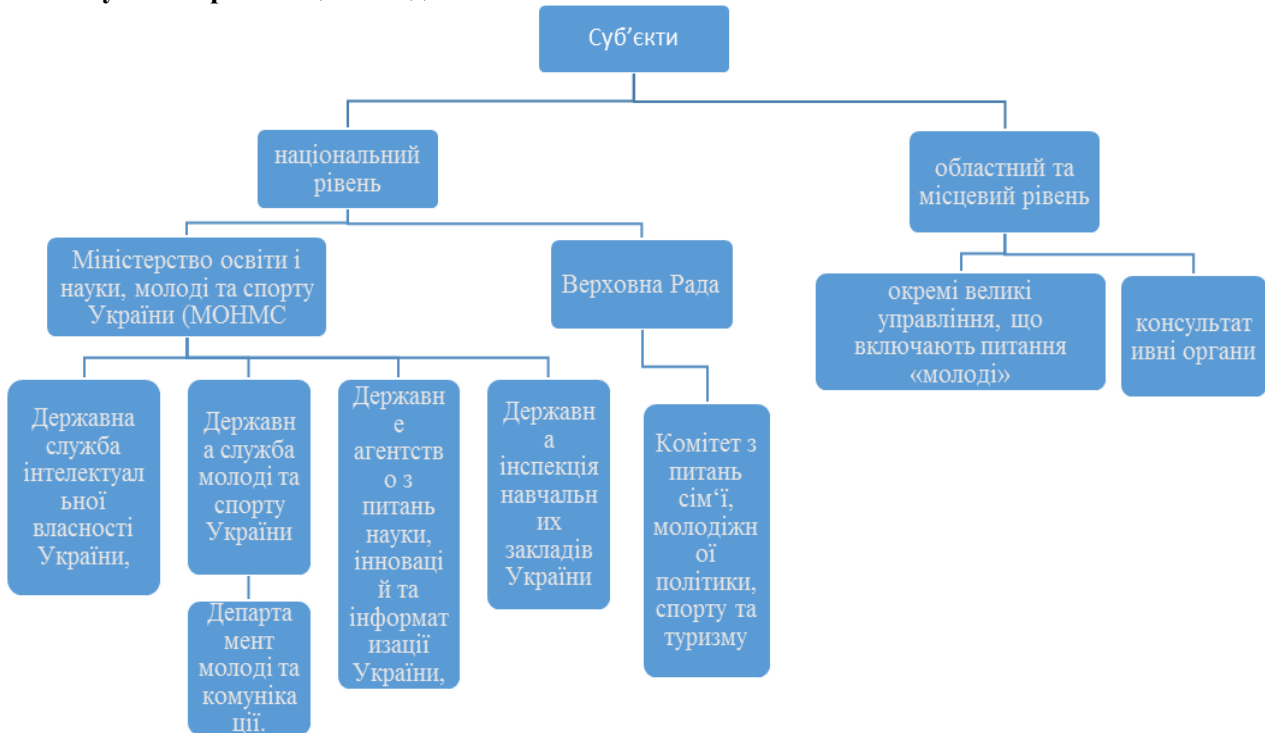 Суб’єкти
національний
рівень
обласtний та
місцевий рівень
Міністерство освіти і
науки, молоді та спорту
України (МОНМС
Верховна Рада
окремі великі
управління, що
включають питання
«молоді»
консультат
ивні органи
Державна
служба
інтелектуал
ьної
власності
України,
Державн
а служба
молоді та
спорту
України
Державн
е
агентств
о з
питань
науки,
інноваці
й та
інформат
изації
України,
Державн
а
інспекція
навчальн
их
закладів
України
Комітет з
питань
сім‘ї,
молодіжн
ої
політики,
спорту та
туризму
Департа
мент
молоді та
комуніка
ції.